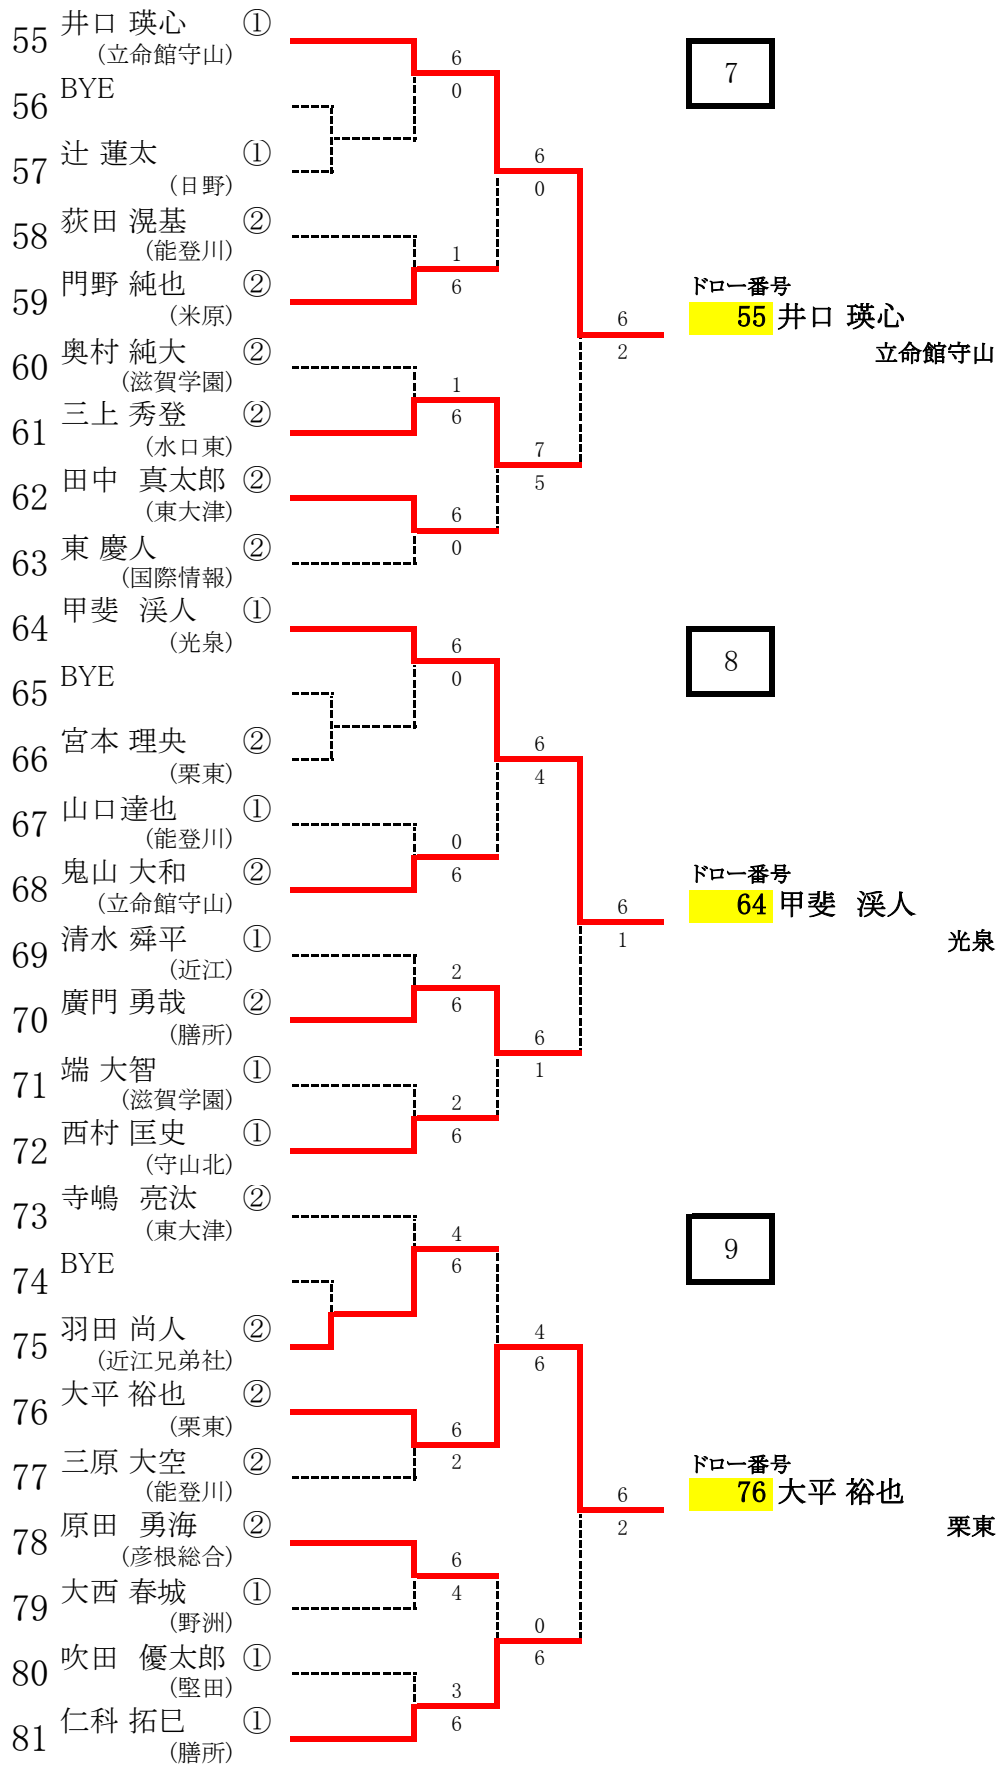 55 井口 瑛心 ①
(立命館守山)
56 BYE
57 辻 蓮太 ①
(日野)
58 荻田 滉基 ②
(能登川)
59 門野 純也 ②
(米原)
60 奥村 純大 ②
(滋賀学園)
61 三上 秀登 ②
(水口東)
62 田中 真太郎 ②
(東大津)
63 東 慶人 ②
(国際情報)
6
0
1
6
1
6
6
0
6
0
7
5
6
2
7
ドロー番号
55 井口 瑛心
立命館守山
64 甲斐 渓人 ①
(光泉)
65 BYE
66 宮本 理央 ②
(栗東)
67 山口達也 ①
(能登川)
68 鬼山 大和 ②
(立命館守山)
69 清水 舜平 ①
(近江)
70 廣門 勇哉 ②
(膳所)
71 端 大智 ①
(滋賀学園)
72 西村 匡史 ①
(守山北)
6
0
0
6
2
6
2
6
6
4
6
1
6
1
8
ドロー番号
64 甲斐 渓人
光泉
73 寺嶋 亮汰 ②
(東大津)
74 BYE
75 羽田 尚人 ②
(近江兄弟社)
76 大平 裕也 ②
(栗東)
77 三原 大空 ②
(能登川)
78 原田 勇海 ②
(彦根総合)
79 大西 春城 ①
(野洲)
80 吹田 優太郎 ①
(堅田)
81 仁科 拓巳 ①
(膳所)
4
6
6
2
6
4
3
6
4
6
0
6
6
2
9
ドロー番号
76 大平 裕也
栗東